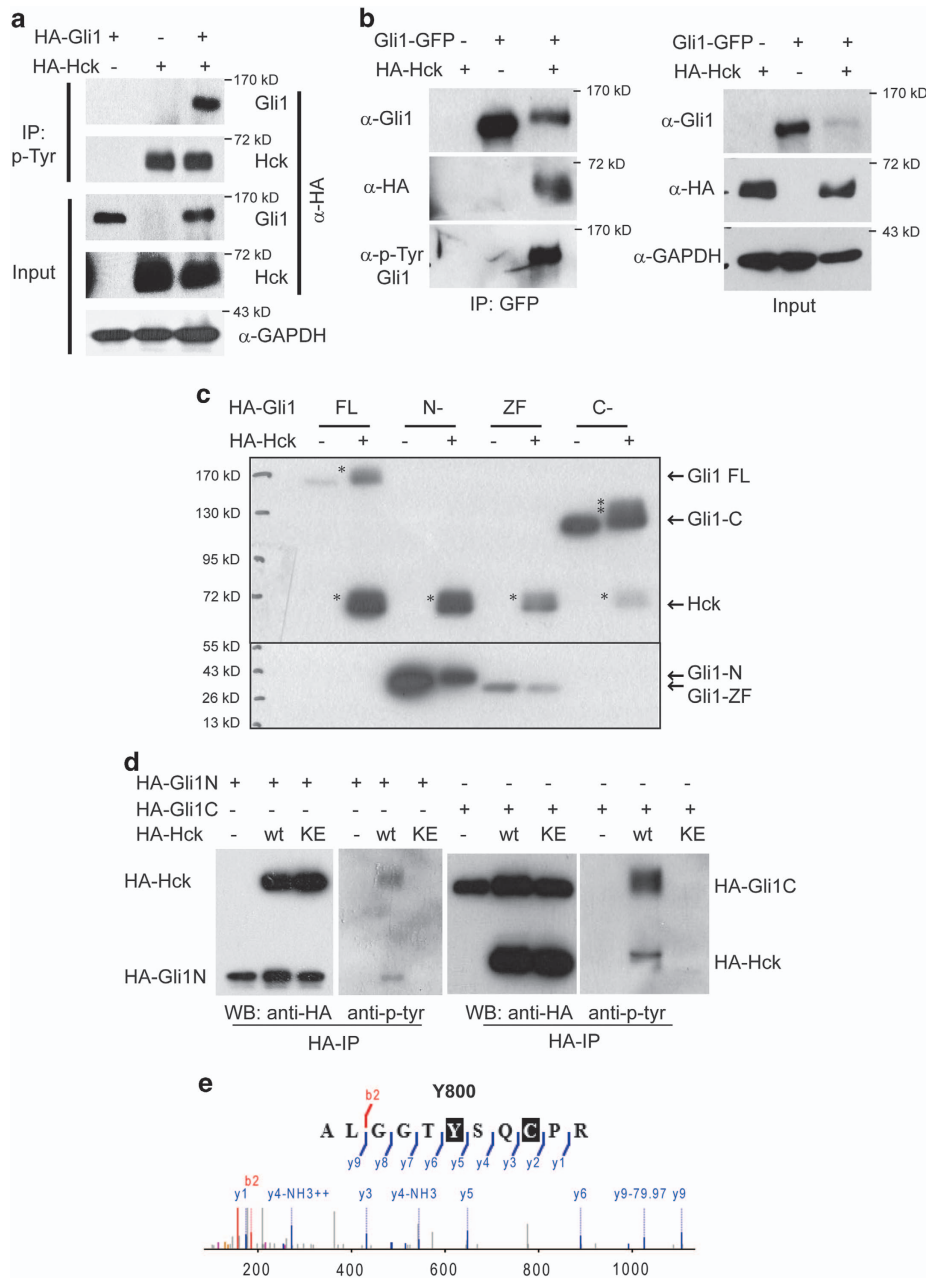 a
HA-Gli1 + - +
HA-Hck - + +
170 kD
Gli1
IP:
p-Tyr
72 kD
Hck
α-HA
170 kD
Gli1
Input
72 kD
Hck
43 kD
α-GAPDH
b
Gli1-GFP - + +
HA-Hck + - +
170 kD
α-Gli1
72 kD
α-HA
170 kD
α-p-Tyr
Gli1
IP: GFP
Gli1-GFP - + +
HA-Hck + - +
170 kD
α-Gli1
72 kD
α-HA
43 kD
α-GAPDH
Input
c
HA-Gli1 FL N- ZF C-
HA-Hck - + - + - + - +
170 kD * ← Gli1 FL
130 kD * * ← Gli1-C
95 kD
72 kD * * * * ← Hck
55 kD
43 kD ← Gli1-N
26 kD ← Gli1-ZF
13 kD
d
HA-Gli1N + + + + + + - - - - - -
HA-Gli1C - - - - - - + + + + + +
HA-Hck - wt KE - wt KE - wt KE - wt KE
HA-Hck HA-Gli1C
HA-Gli1N HA-Hck
WB: anti-HA anti-p-tyr WB: anti-HA anti-p-tyr
HA-IP HA-IP
e
b2 Y800
A L G G T Y S Q C P R
y9 y8 y7 y6 y5 y4 y3 y2 y1
b2
y1 y4-NH3++ y3 y4-NH3 y5 y6 y9-79.97 y9
200 400 600 800 1000